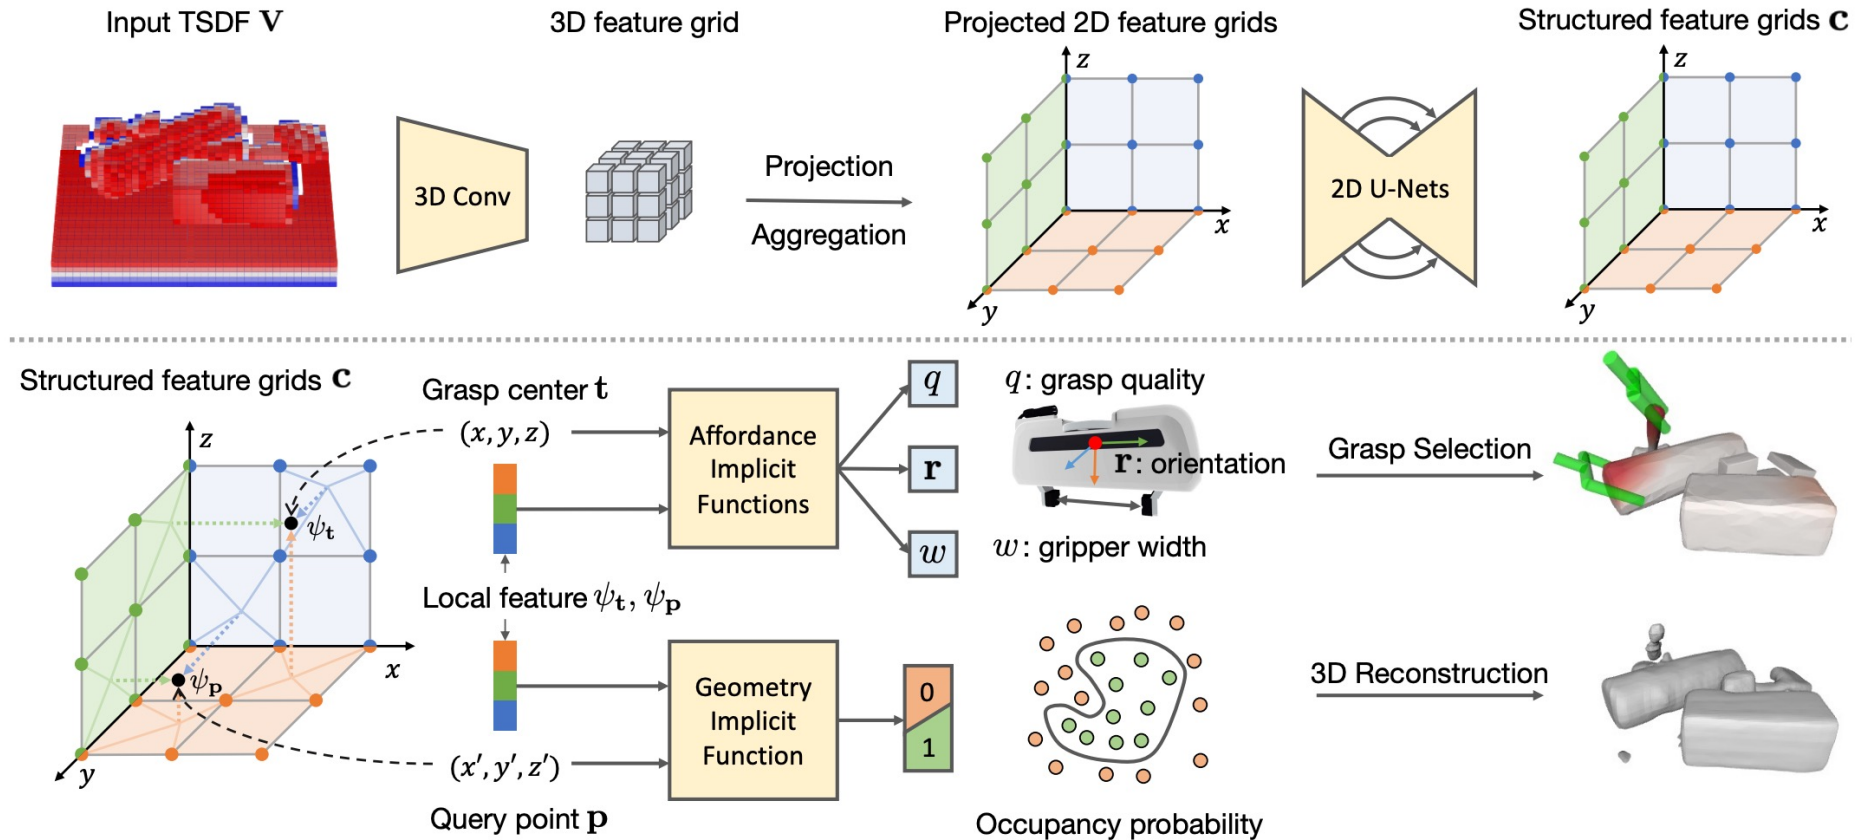 Input TSDF V
3D feature grid
Projected 2D feature grids
Structured feature grids c
3D Conv
Projection
Aggregation
z
x
y
2D U-Nets
z
x
y
Structured feature grids c
z
x
y
ψt
ψp
Grasp center t
(x, y, z)
Local feature ψt, ψp
(x′, y′, z′)
Query point p
Affordance
Implicit
Functions
q
r
w
q: grasp quality
r: orientation
w: gripper width
Grasp Selection
Geometry
Implicit
Function
0
1
Occupancy probability
3D Reconstruction